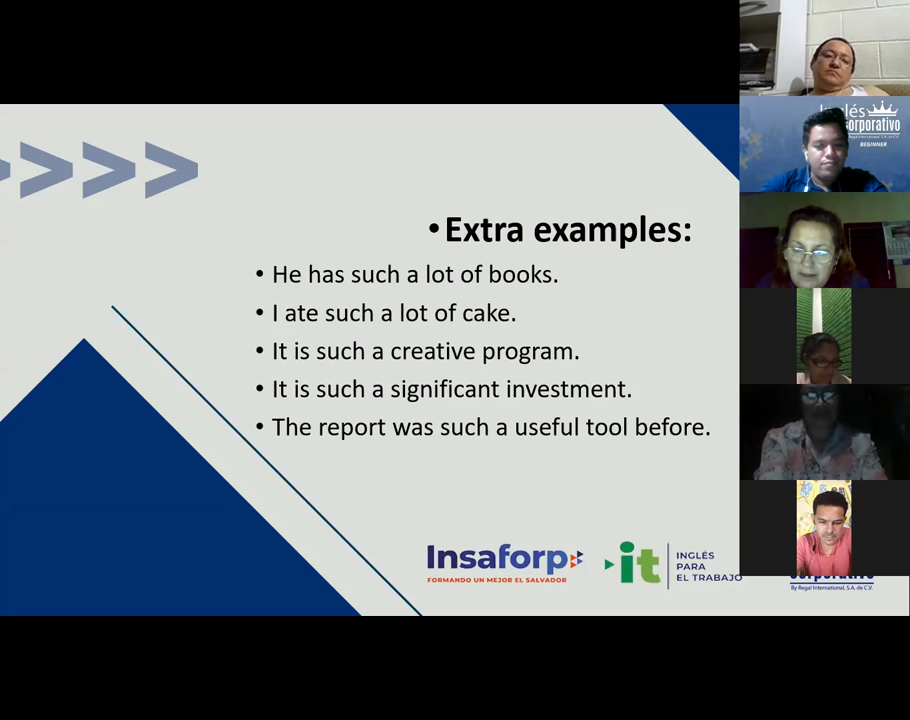 >>>>
• Extra examples:
• He has such a lot of books.
• I ate such a lot of cake.
• It is such a creative program.
• It is such a significant investment.
• The report was such a useful tool before.
Insaforp
FORMANDO UN MEJOR EL SALVADOR
it
INGLÉS
PARA
EL TRABAJO
By Regal International, S.A. de C.V.
BEGINNER